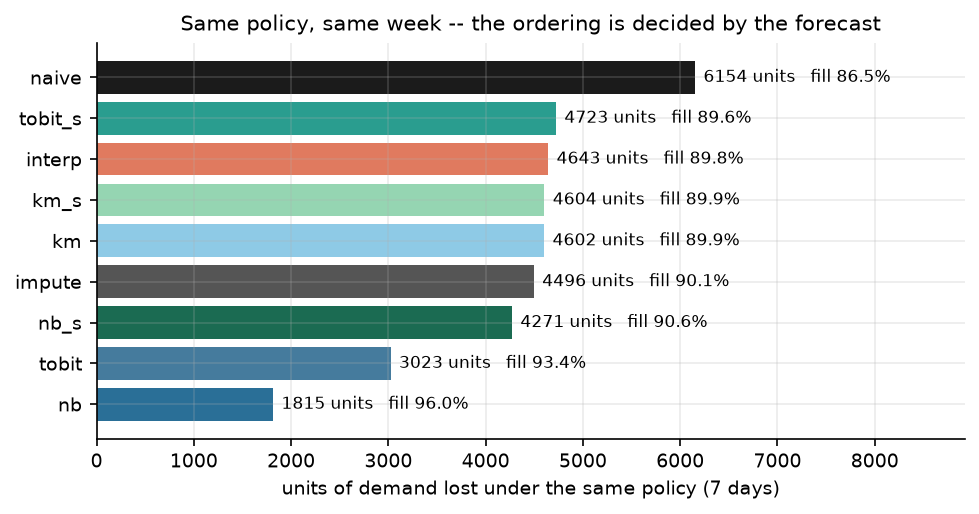 Same policy, same week -- the ordering is decided by the forecast
naive 6154 units fill 86.5%
tobit_s 4723 units fill 89.6%
interp 4643 units fill 89.8%
km_s 4604 units fill 89.9%
km 4602 units fill 89.9%
impute 4496 units fill 90.1%
nb_s 4271 units fill 90.6%
tobit 3023 units fill 93.4%
nb 1815 units fill 96.0%
0 1000 2000 3000 4000 5000 6000 7000 8000
units of demand lost under the same policy (7 days)